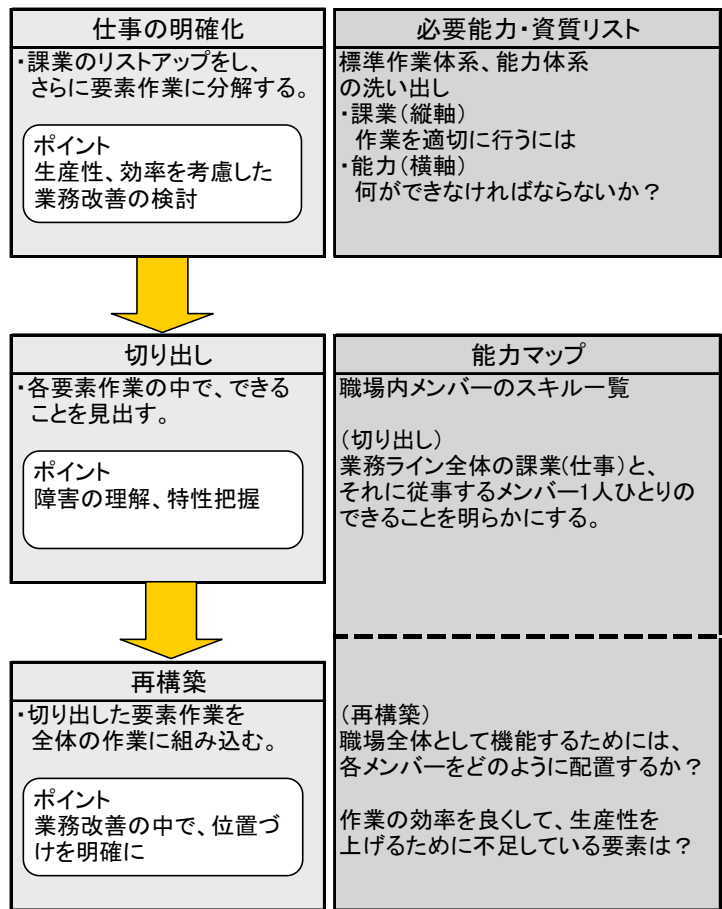 仕事の明確化
・課業のリストアップをし、
さらに要素作業に分解する。
ポイント
生産性、効率を考慮した
業務改善の検討
必要能力・資質リスト
標準作業体系、能力体系
の洗い出し
・課業(縦軸)
作業を適切に行うには
・能力(横軸)
何ができなければならないか?
切り出し
・各要素作業の中で、できる
ことを見出す。
ポイント
障害の理解、特性把握
能力マップ
職場内メンバーのスキル一覧
(切り出し)
業務ライン全体の課業(仕事)と、
それに従事するメンバー1人ひとりの
できることを明らかにする。
再構築
・切り出した要素作業を
全体の作業に組み込む。
ポイント
業務改善の中で、位置づ
けを明確に
(再構築)
職場全体として機能するためには、
各メンバーをどのように配置するか?
作業の効率を良くして、生産性を
上げるために不足している要素は?